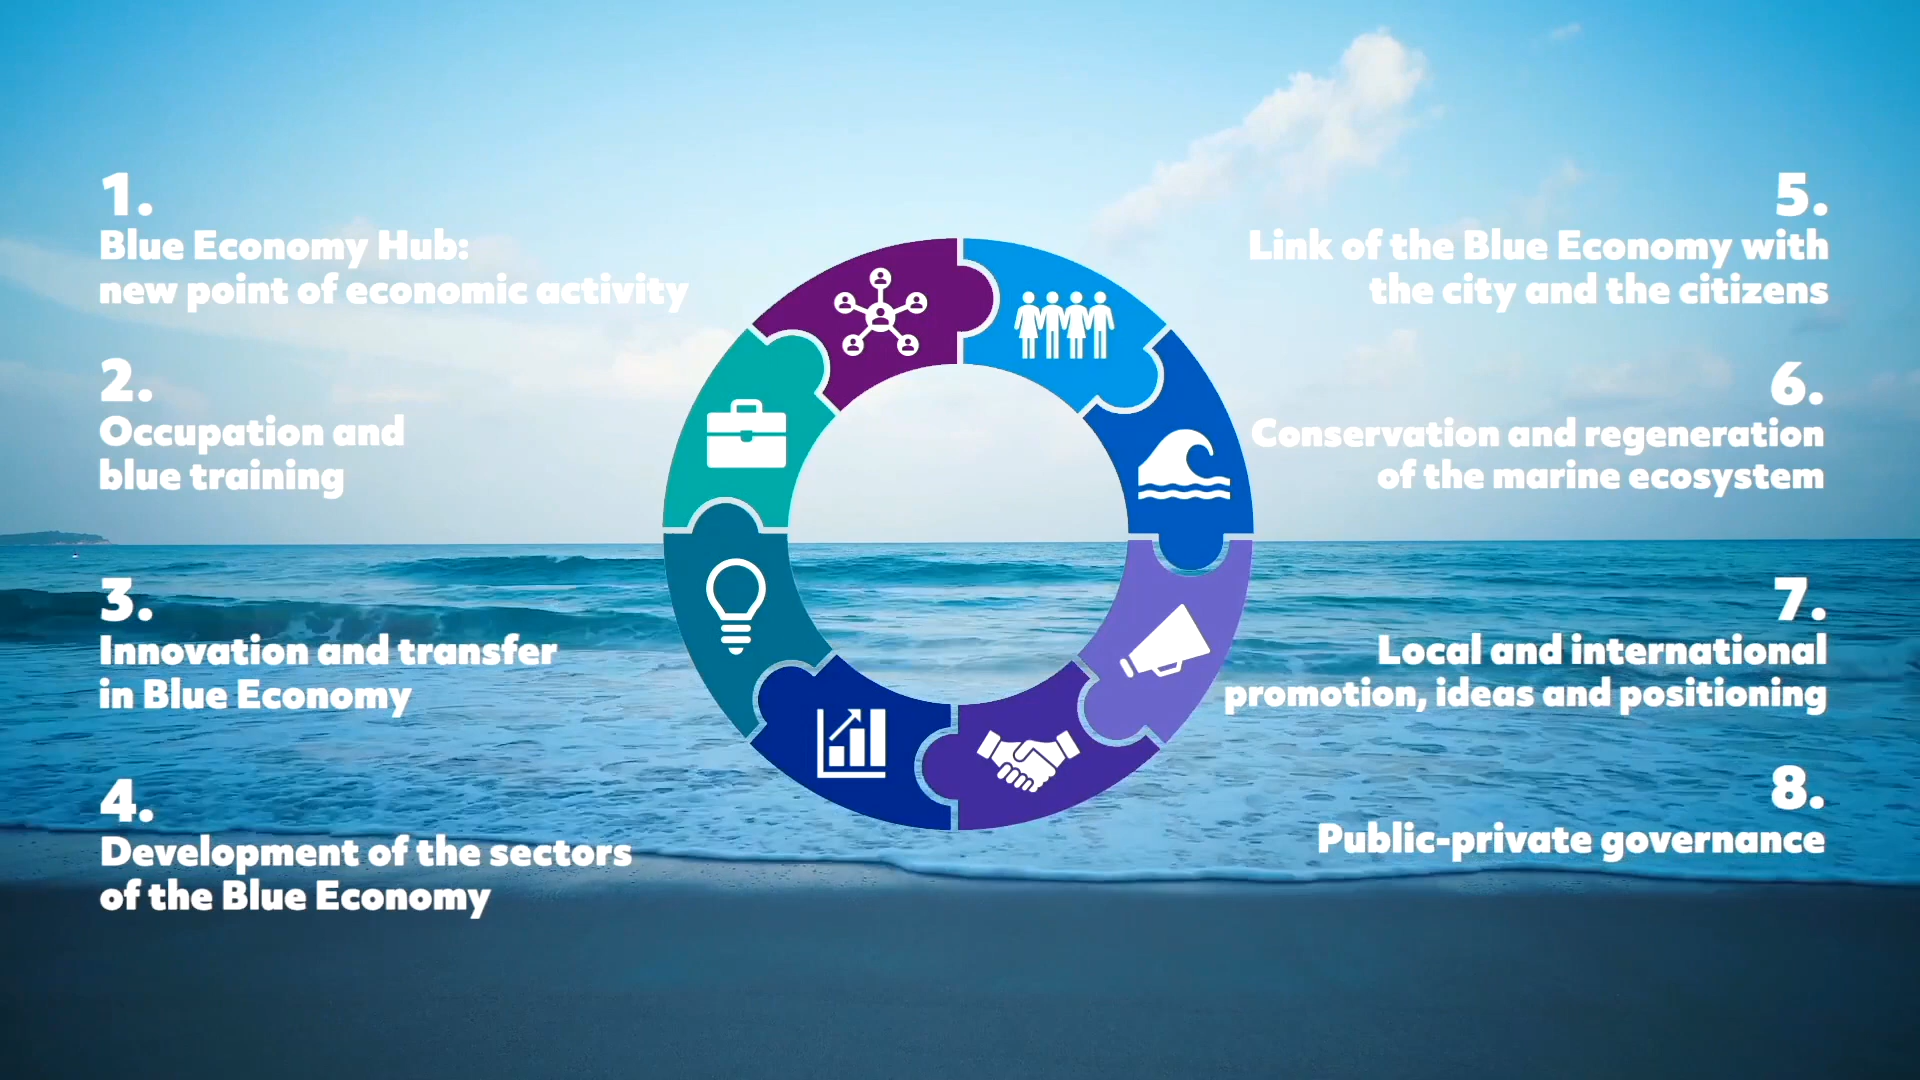 1.
Blue Economy Hub:
new point of economic activity
2.
Occupation and
blue training
3.
Innovation and transfer
in Blue Economy
4.
Development of the sectors
of the Blue Economy
5.
Link of the Blue Economy with
the city and the citizens
6.
Conservation and regeneration
of the marine ecosystem
7.
Local and international
promotion, ideas and positioning
8.
Public-private governance